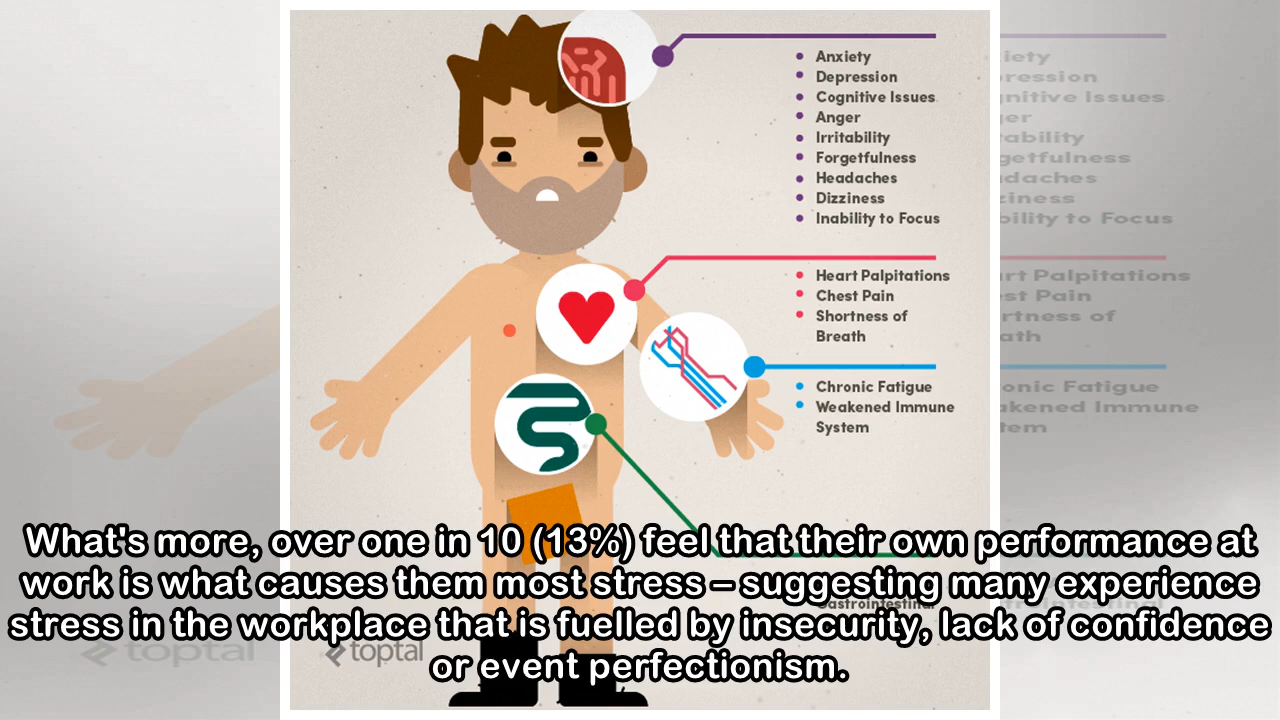 Anxiety
Depression
Cognitive Issues
Anger
Irritability
Forgetfulness
Headaches
Dizziness
Inability to Focus
Heart Palpitations
Chest Pain
Shortness of
Breath
Chronic Fatigue
Weakened Immune
System
Gastrointestinal
What's more, over one in 10 (13%) feel that their own performance at
work is what causes them most stress – suggesting many experience
stress in the workplace that is fuelled by insecurity, lack of confidence
or event perfectionism.
toptal